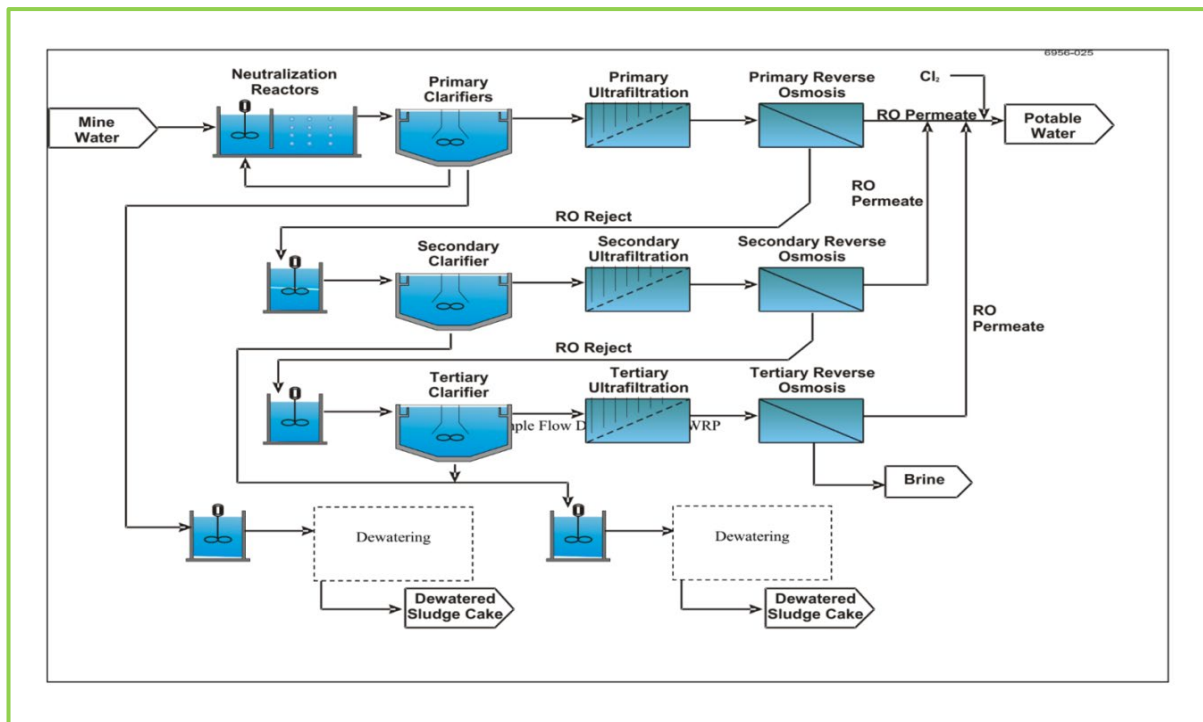 6956-025
Neutralization
Reactors
Primary
Clarifiers
Primary
Ultrafiltration
Primary Reverse
Osmosis
Cl₂
Mine
Water
RO Permeate
Potable
Water
RO
Permeate
RO Reject
Secondary
Clarifier
Secondary
Ultrafiltration
Secondary Reverse
Osmosis
RO
Permeate
RO Reject
Tertiary
Clarifier
Tertiary
Ultrafiltration
Tertiary Reverse
Osmosis
Flow D WRP
Brine
Dewatering
Dewatering
Dewatered
Sludge Cake
Dewatered
Sludge Cake